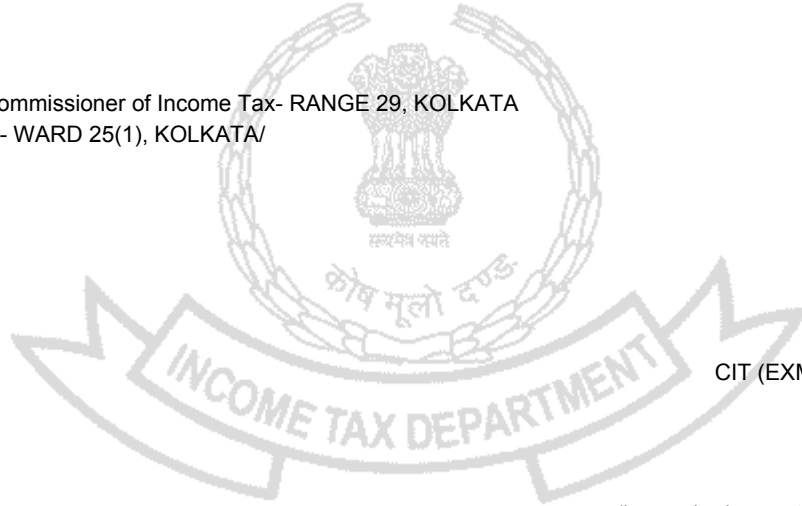 ommissioner of Income Tax- RANGE 29, KOLKATA
- WARD 25(1), KOLKATA/
सत्यमेव जयते
कोष मूलो दण्डः
INCOME TAX DEPARTMENT
CIT (EXM